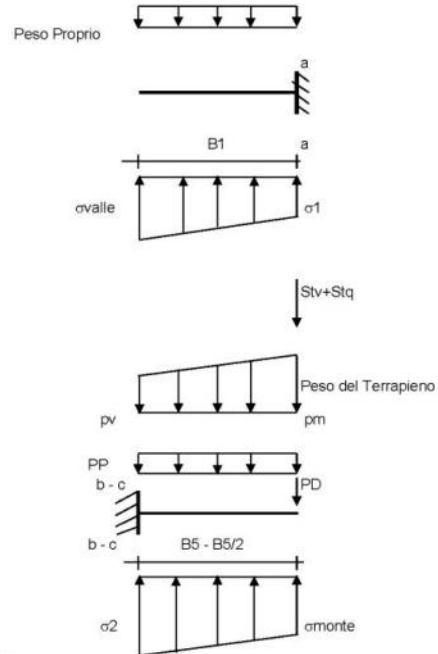 Peso Proprio
a
B1
a
σvalle
σ1
Stv+Stq
Peso del Terrapieno
pv
pm
PP
b - c
PD
b - c
B5 - B5/2
σ2
σmonte